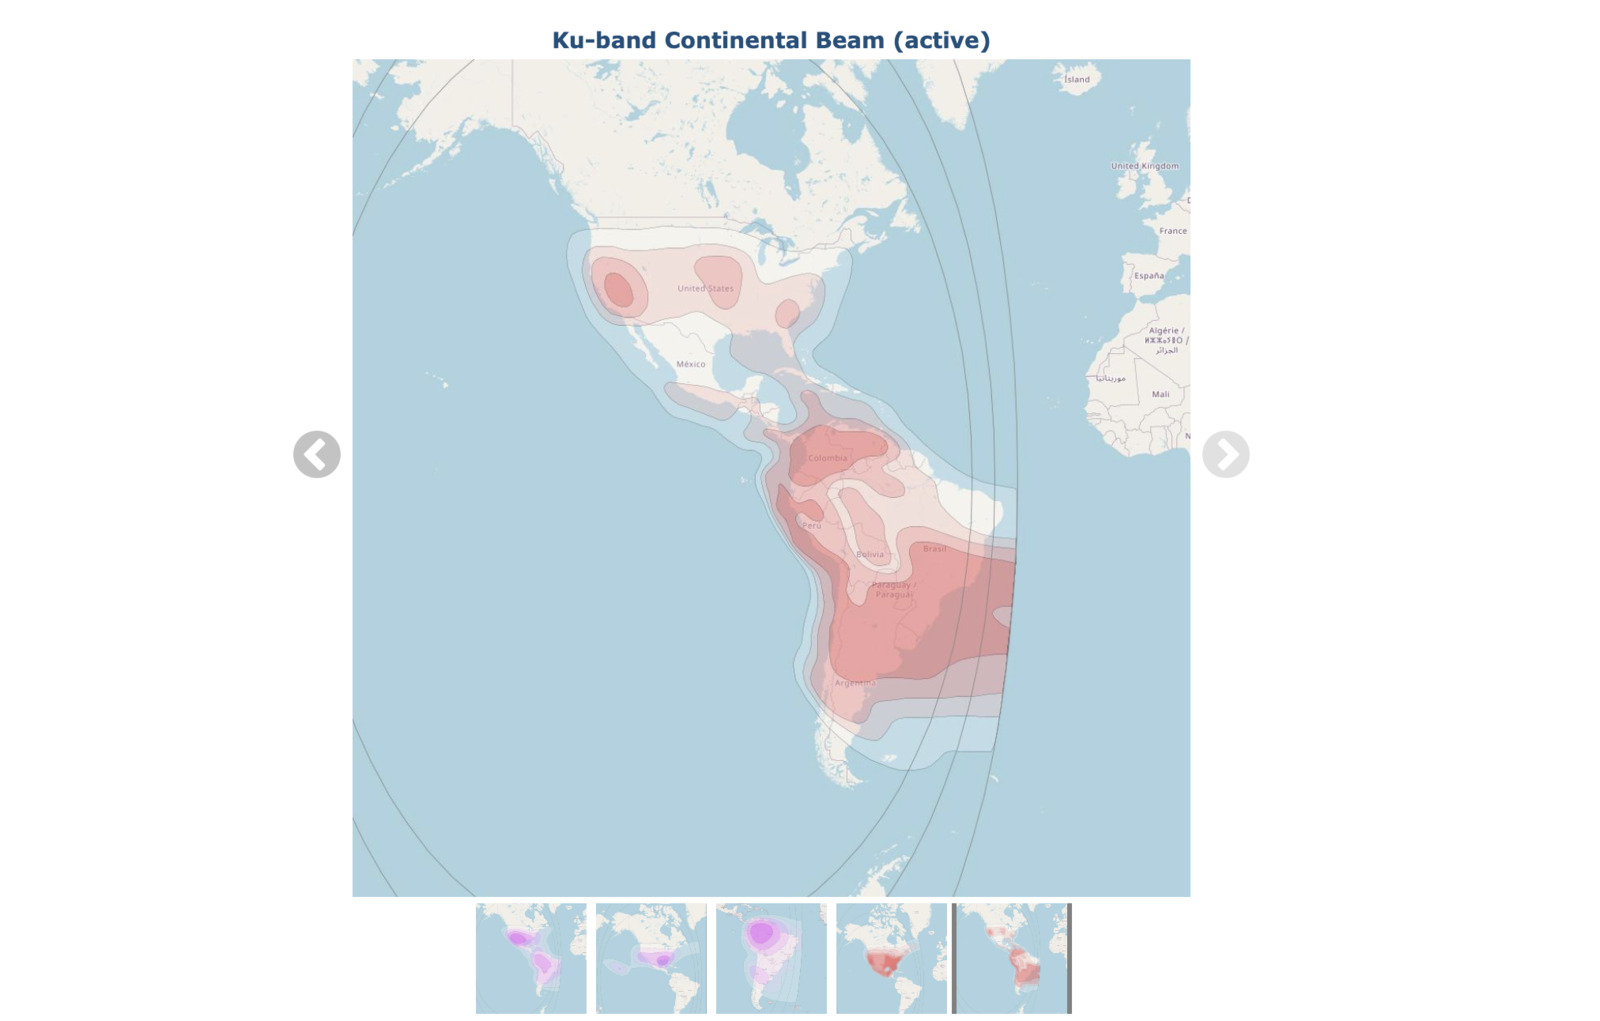 Ku-band Continental Beam (active)
Ísland
United Kingdom
France
España
United States
Algérie /
ⵍⵣⵣⴰⵢⴻⵔ /
الجزائر
México
موريتانيا
Mali
Colombia
Perú
Bolivia
Brasil
Paraguay /
Paraguái
Argentina